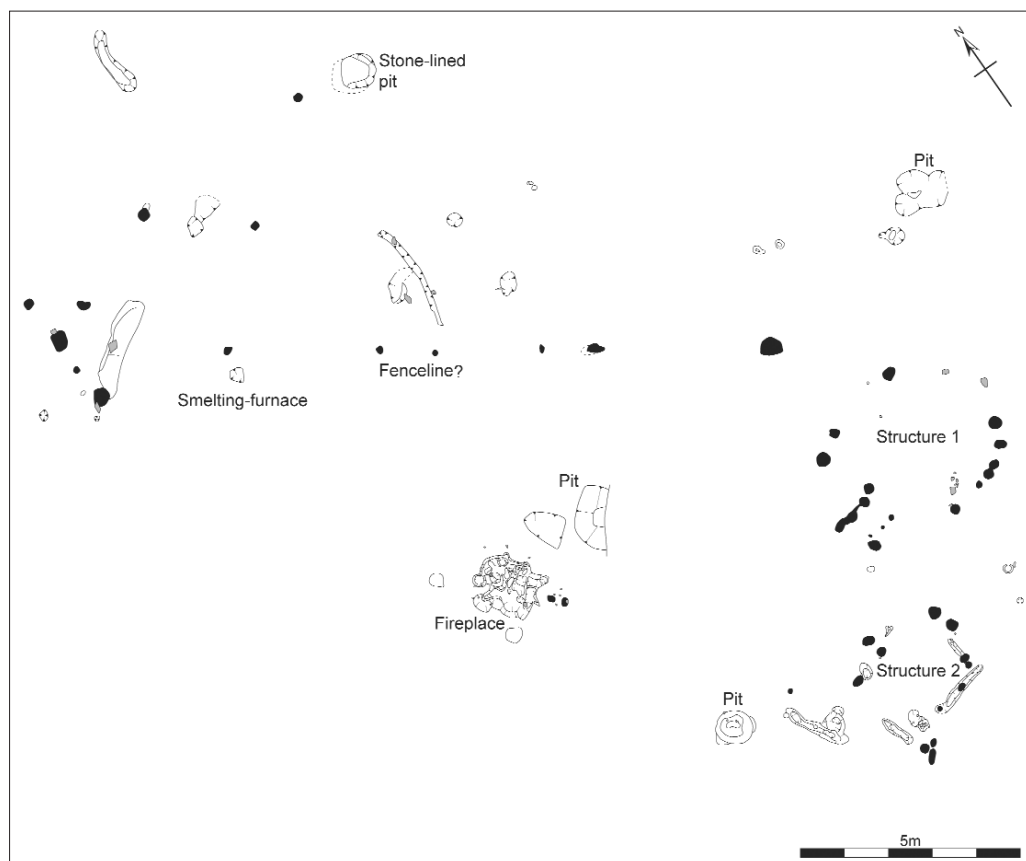 N
Stone-lined
pit
Pit
Fenceline?
Smelting-furnace
Structure 1
Pit
Fireplace
Structure 2
Pit
5m